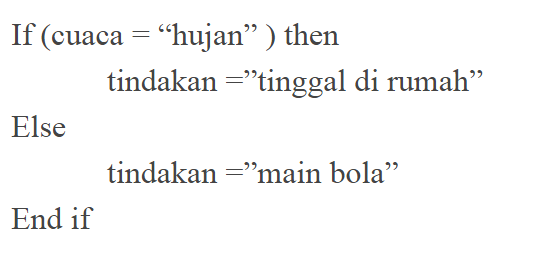 If (cuaca = “hujan” ) then
tindakan =”tinggal di rumah”
Else
tindakan =”main bola”
End if